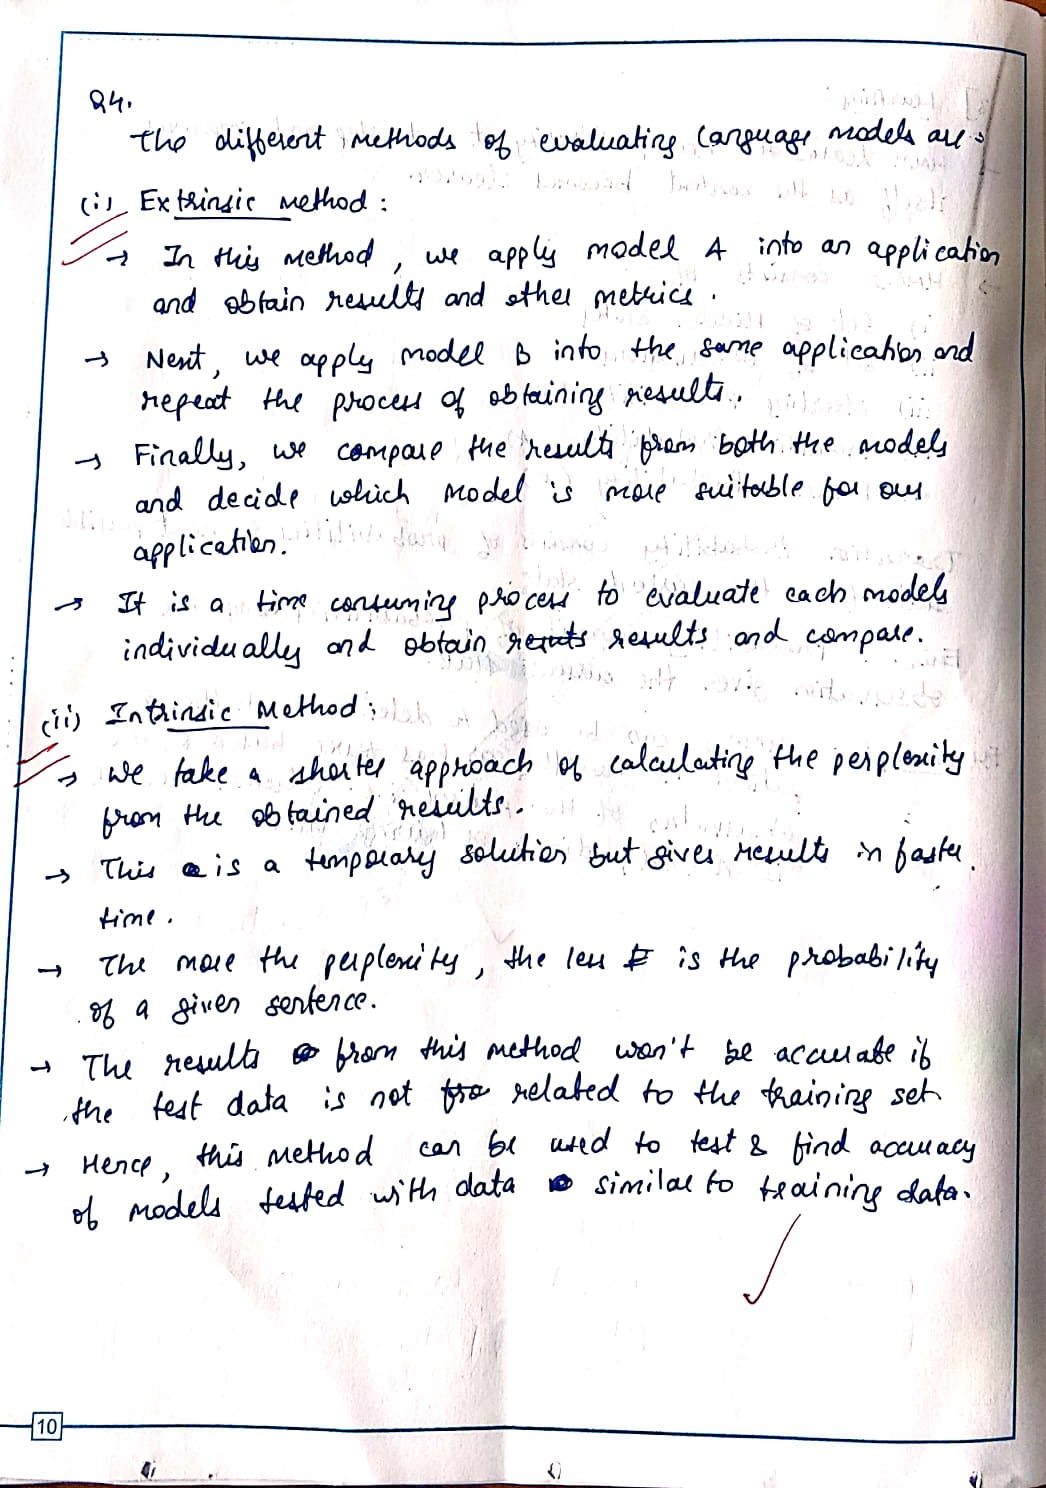 Q4.
The different methods of evaluating language models are :
(i) Extrinsic Method :
→ In this method , we apply model A into an application
and obtain results and other metrics .
→ Next, we apply model B into the same application and
repeat the process of obtaining results.
→ Finally, we compare the results from both the models
and decide which model is more suitable for our
application.
→ It is a time consuming process to evaluate each models
individually and obtain results and compare.
(ii) Intrinsic Method :
→ We take a shorter approach of calculating the perplexity
from the obtained results.
→ This is a temporary solution but gives results in faster
time .
→ The more the perplexity , the less is the probability
of a given sentence.
→ The results from this method won't be accurate if
the test data is not related to the training set
→ Hence, this method can be used to test & find accuracy
of models tested with data similar to training data.
10